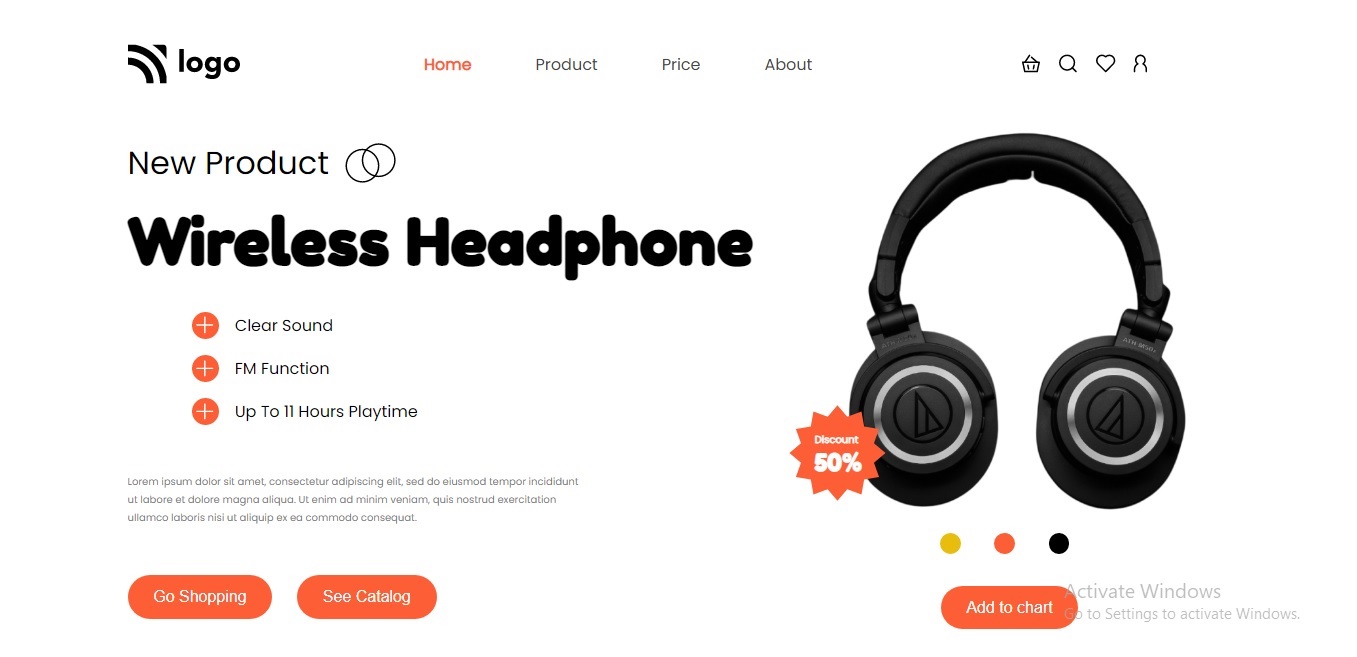 logo
Home Product Price About
New Product
Wireless Headphone
Clear Sound
FM Function
Up To 11 Hours Playtime
Discount
50%
Lorem ipsum dolor sit amet, consectetur adipiscing elit, sed do eiusmod tempor incididunt
ut labore et dolore magna aliqua. Ut enim ad minim veniam, quis nostrud exercitation
ullamco laboris nisi ut aliquip ex ea commodo consequat.
Go Shopping
See Catalog
Add to chart
Activate Windows
Go to Settings to activate Windows.